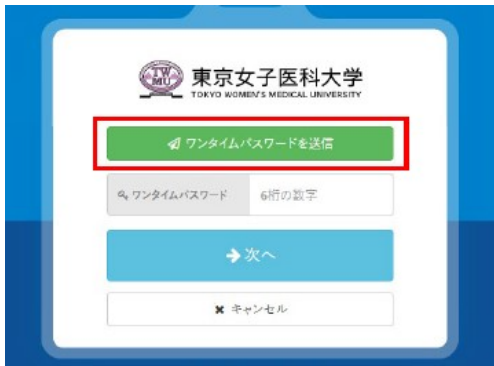 TWMU
東京女子医科大学
TOKYO WOMEN'S MEDICAL UNIVERSITY
ワンタイムパスワードを送信
ワンタイムパスワード 6桁の数字
次へ
キャンセル